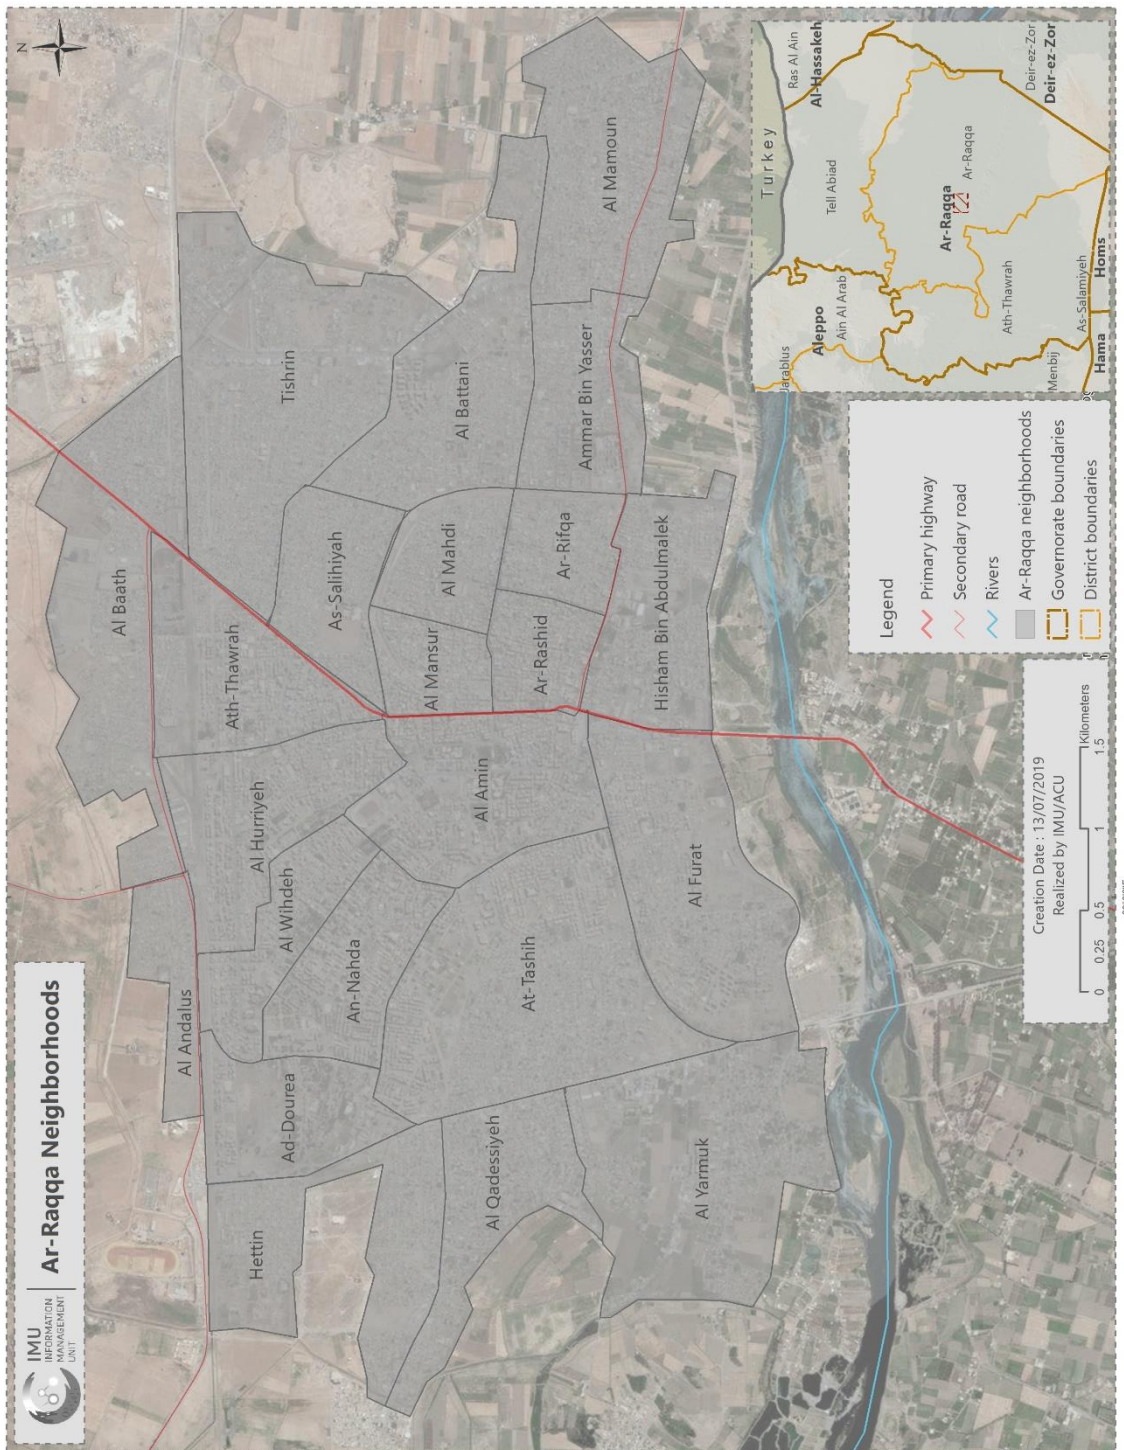 IMU
INFORMATION
MANAGEMENT
UNIT
Ar-Raqqa Neighborhoods
N
Al Baath
Tishrin
Al Mamoun
Al Andalus
Al Hurriyeh
Ath-Thawrah
As-Salihiyah
Al Battani
Ammar Bin Yasser
Hettin
Ad-Dourea
An-Nahda
Al Wihdeh
Al Amin
Al Mansur
Al Mahdi
Ar-Rashid
Ar-Rifqa
Al Qadessiyeh
At-Tashih
Al Furat
Hisham Bin Abdulmalek
Al Yarmuk
Creation Date : 13/07/2019
Realized by IMU/ACU
0
0.25
0.5
1
1.5
Kilometers
Legend
Primary highway
Secondary road
Rivers
Ar-Raqqa neighborhoods
Governorate boundaries
District boundaries
Turkey
Jarablus
Aleppo
Ain Al Arab
Tell Abiad
Ras Al Ain
Al-Hassakeh
Menbij
Ath-Thawrah
Ar-Raqqa
Ar-Raqqa
Deir-ez-Zor
Deir-ez-Zor
As-Salamiyeh
Hama
Homs